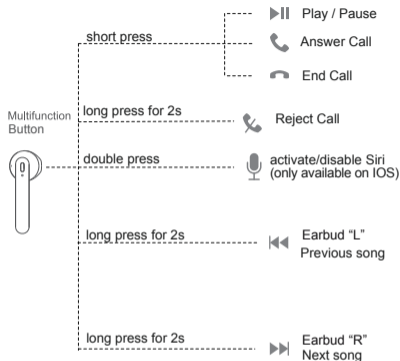 short press
Play / Pause
Answer Call
End Call
Multifunction
Button
long press for 2s
Reject Call
double press
activate/disable Siri
(only available on IOS)
long press for 2s
Earbud “L”
Previous song
long press for 2s
Earbud “R”
Next song